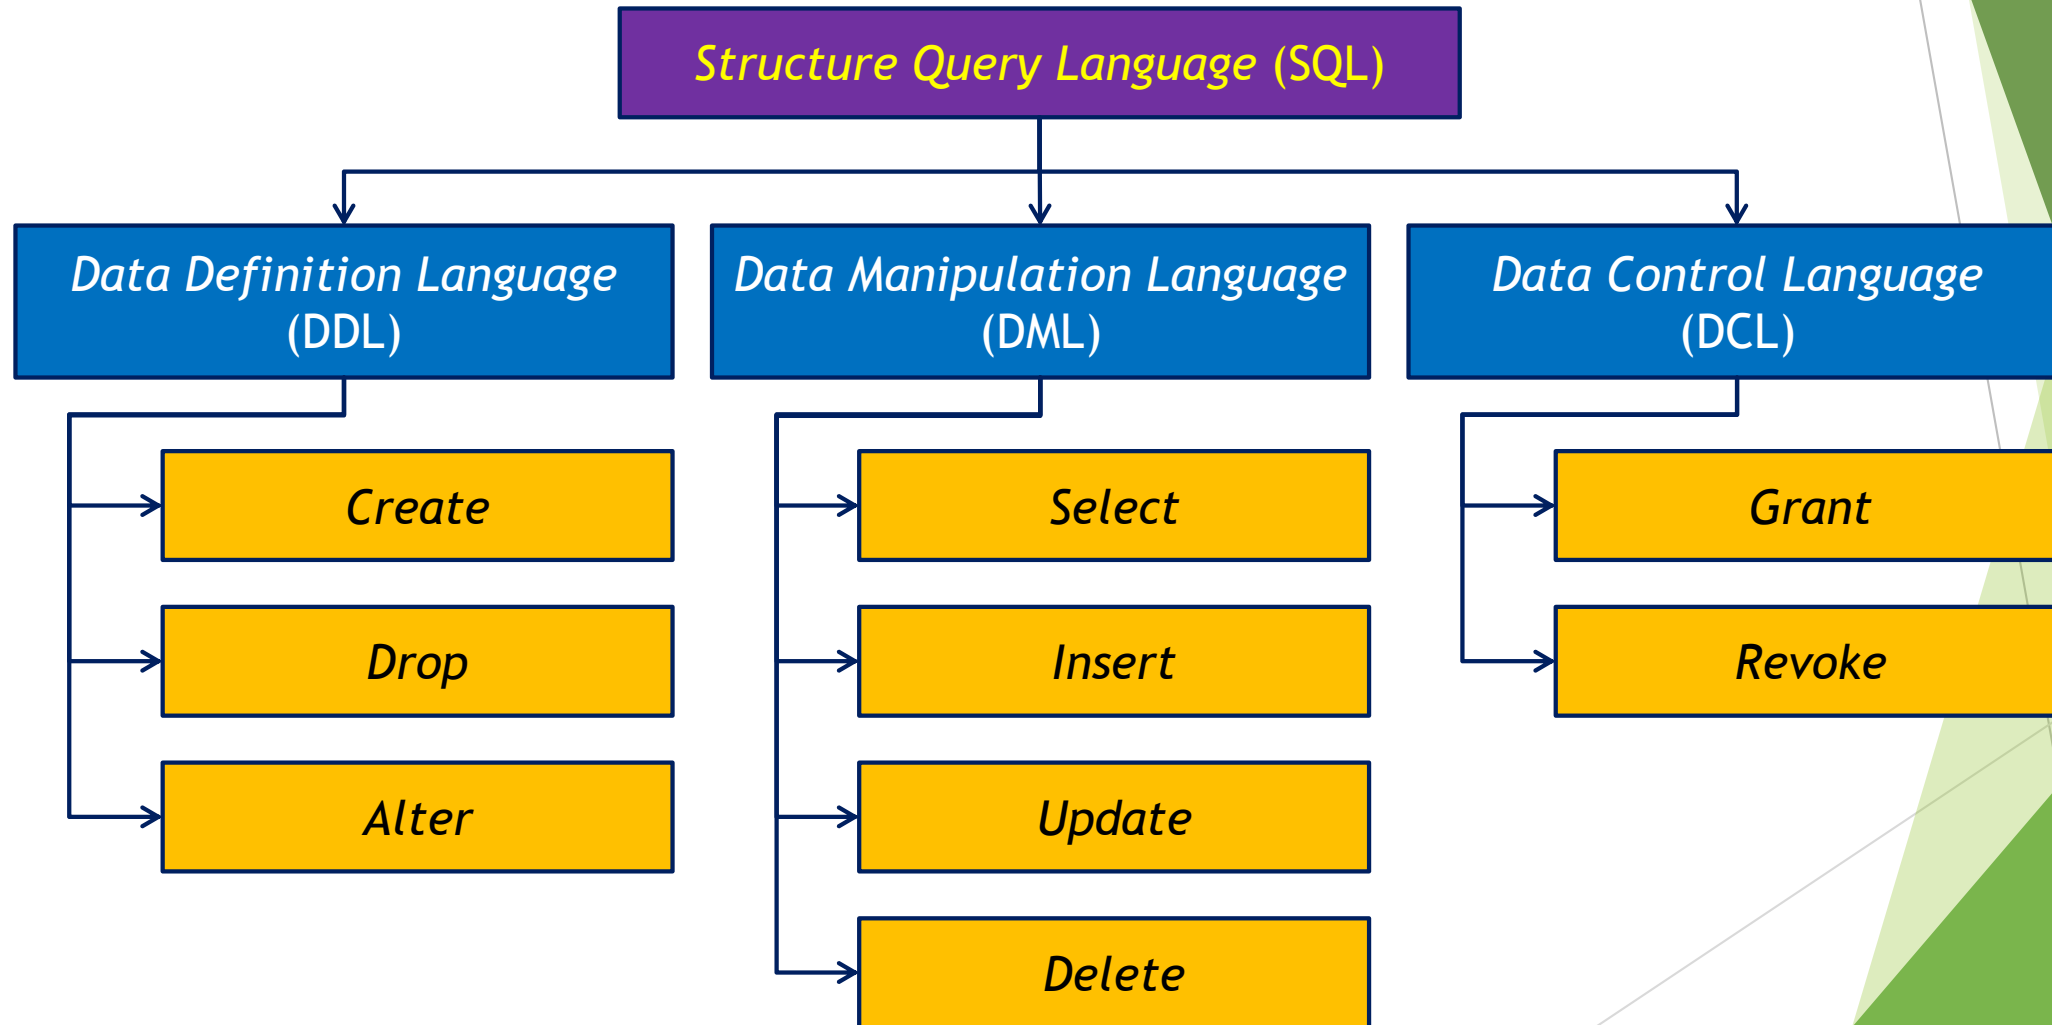 Structure Query Language (SQL)
Data Definition Language
(DDL)
Data Manipulation Language
(DML)
Data Control Language
(DCL)
Create
Select
Grant
Drop
Insert
Revoke
Alter
Update
Delete